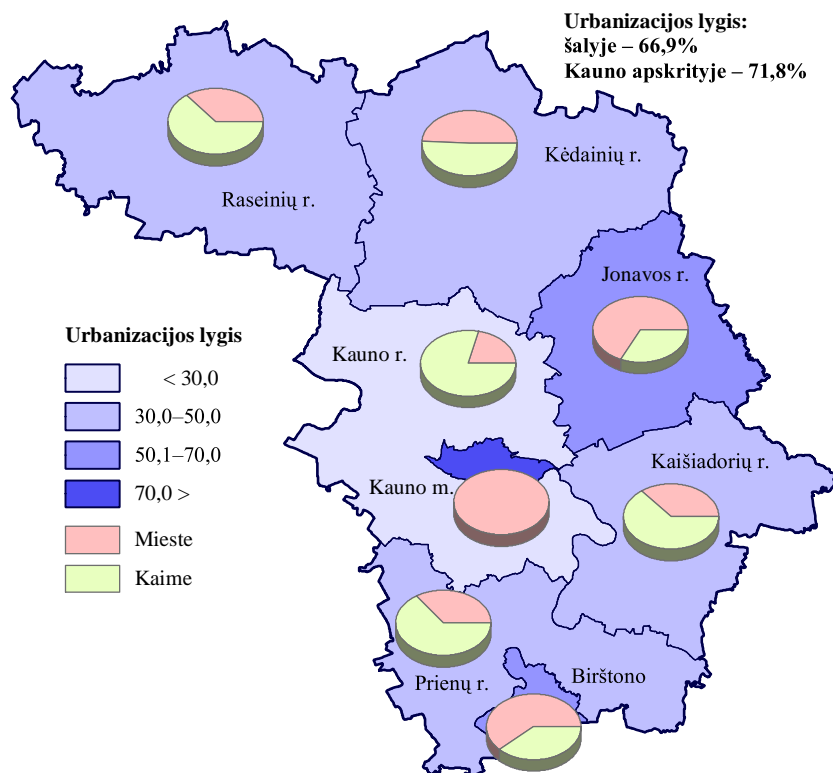 Urbanizacijos lygis:
šalyje – 66,9%
Kauno apskrityje – 71,8%
Kėdainių r.
Raseinių r.
Jonavos r.
Kauno r.
Kaišiadorių r.
Kauno m.
Birštono
Prienų r.
Urbanizacijos lygis
< 30,0
30,0–50,0
50,1–70,0
70,0 >
Mieste
Kaime